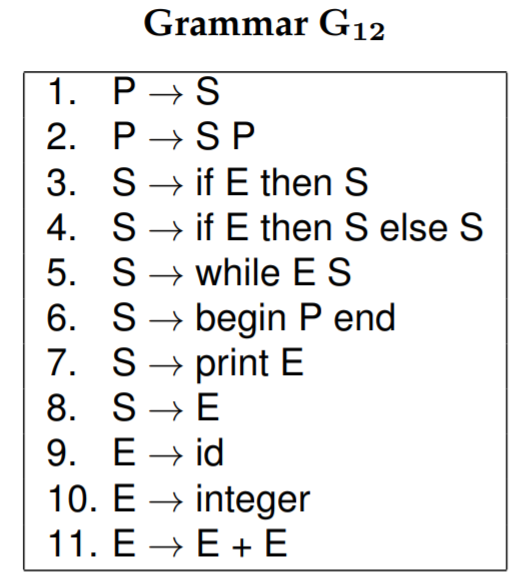 Grammar G₁₂
1. P → S
2. P → S P
3. S → if E then S
4. S → if E then S else S
5. S → while E S
6. S → begin P end
7. S → print E
8. S → E
9. E → id
10. E → integer
11. E → E + E